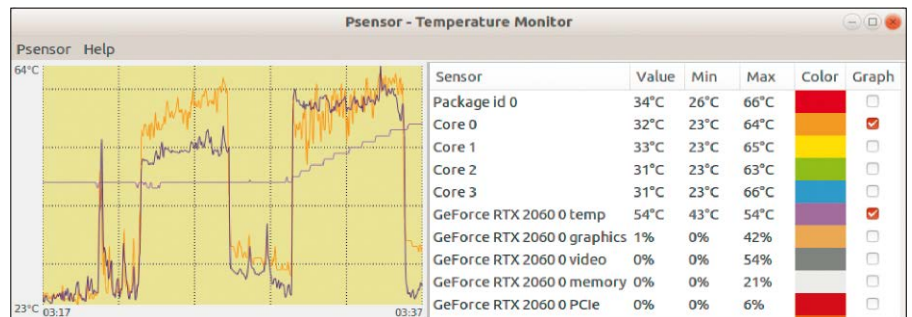 Psensor - Temperature Monitor
Psensor Help
64°C
23°C
03:17
03:37
Sensor Value Min Max Color Graph
Package id 0 34°C 26°C 66°C
Core 0 32°C 23°C 64°C
Core 1 33°C 23°C 65°C
Core 2 31°C 23°C 63°C
Core 3 31°C 23°C 66°C
GeForce RTX 2060 0 temp 54°C 43°C 54°C
GeForce RTX 2060 0 graphics 1% 0% 42%
GeForce RTX 2060 0 video 0% 0% 54%
GeForce RTX 2060 0 memory 0% 0% 21%
GeForce RTX 2060 0 PCIe 0% 0% 6%